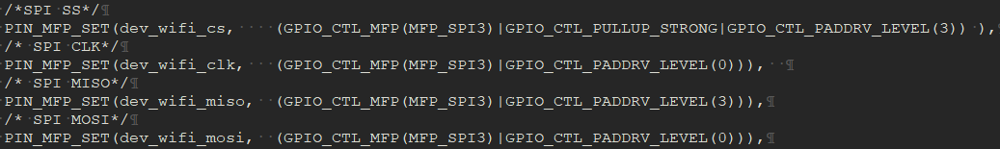 /*SPI SS*/
PIN_MFP_SET(dev_wifi_cs,    (GPIO_CTL_MFP(MFP_SPI3)|GPIO_CTL_PULLUP_STRONG|GPIO_CTL_PADDRV_LEVEL(3)) ),
/* SPI CLK*/¶
PIN_MFP_SET(dev_wifi_clk,   (GPIO_CTL_MFP(MFP_SPI3)|GPIO_CTL_PADDRV_LEVEL(0))),  ¶
/* SPI MISO*/¶
PIN_MFP_SET(dev_wifi_miso,  (GPIO_CTL_MFP(MFP_SPI3)|GPIO_CTL_PADDRV_LEVEL(3))),¶
/* SPI MOSI*/¶
PIN_MFP_SET(dev_wifi_mosi,  (GPIO_CTL_MFP(MFP_SPI3)|GPIO_CTL_PADDRV_LEVEL(0))),¶